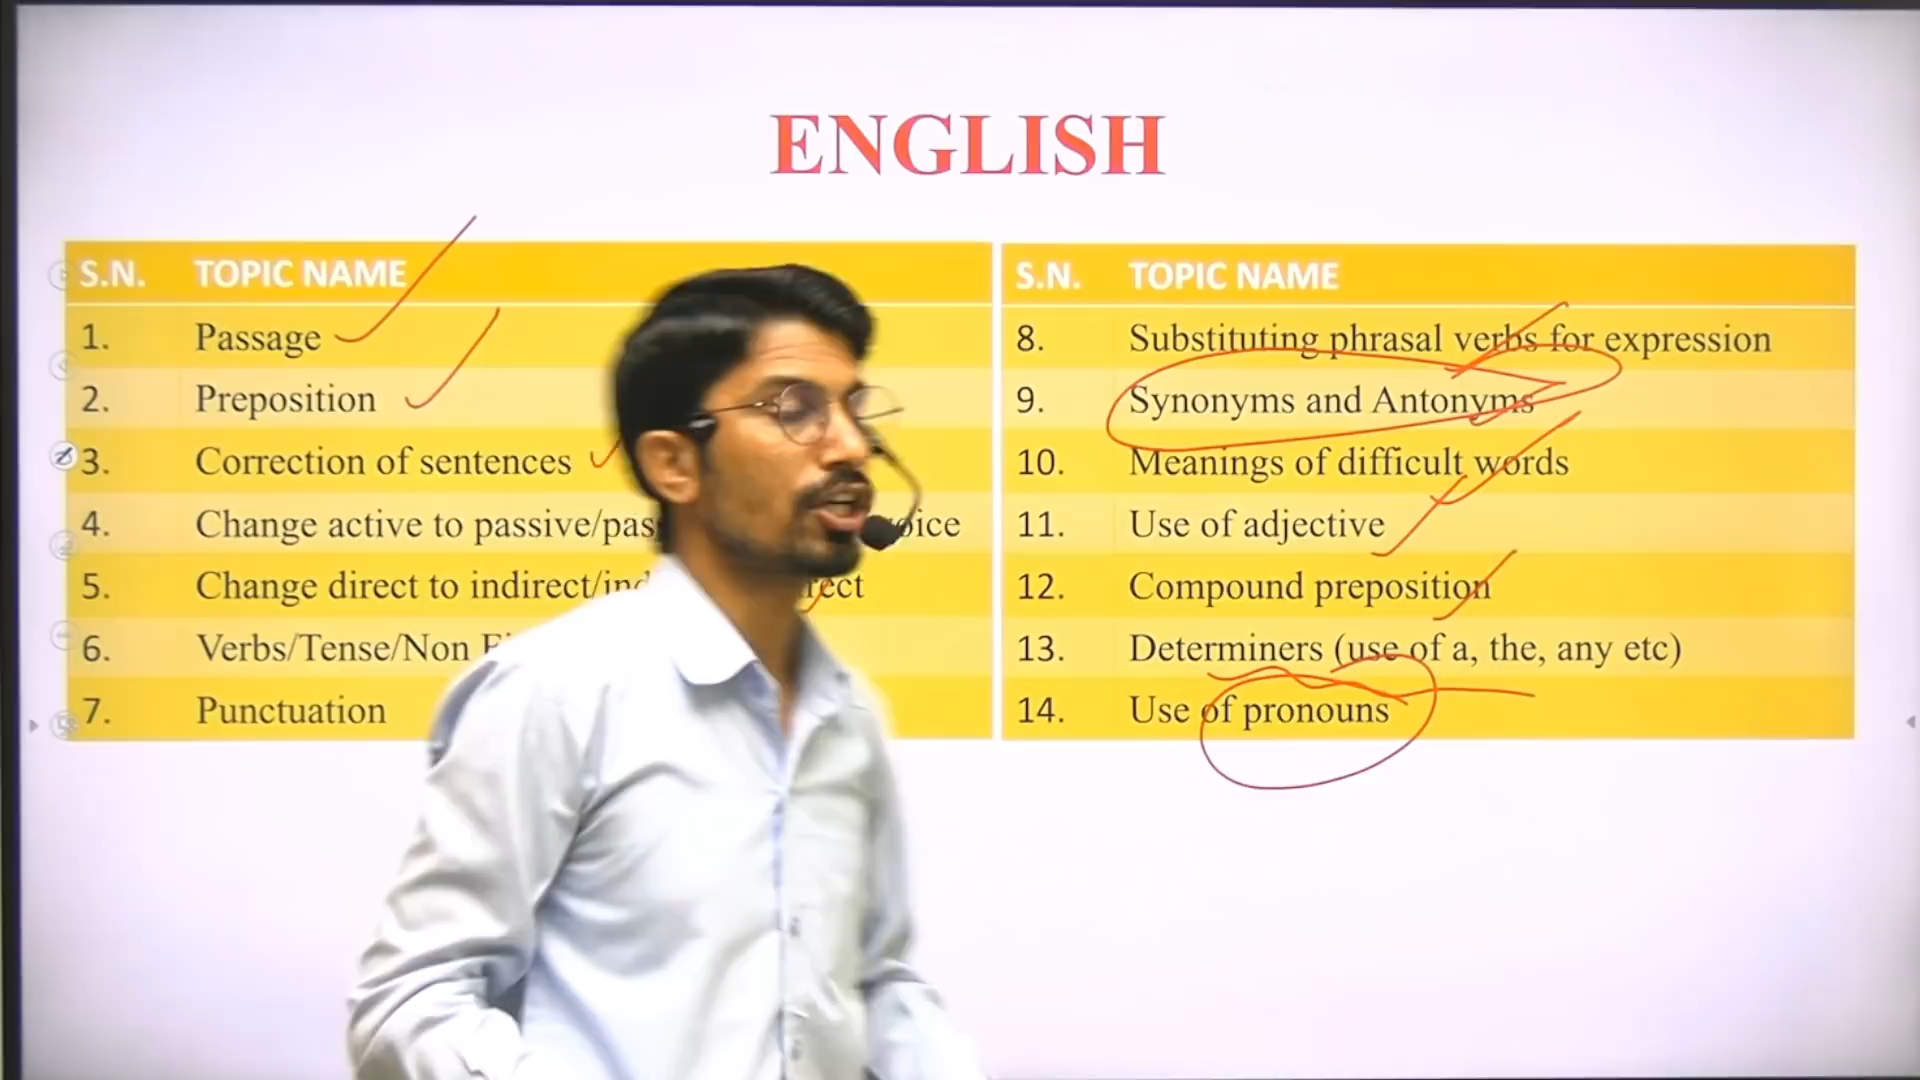 ENGLISH
S.N. TOPIC NAME
1. Passage
2. Preposition
3. Correction of sentences
4. Change active to passive/pas oice
5. Change direct to indirect/ind rect
6. Verbs/Tense/Non
7. Punctuation
S.N. TOPIC NAME
8. Substituting phrasal verbs for expression
9. Synonyms and Antonyms
10. Meanings of difficult words
11. Use of adjective
12. Compound preposition
13. Determiners (use of a, the, any etc)
14. Use of pronouns